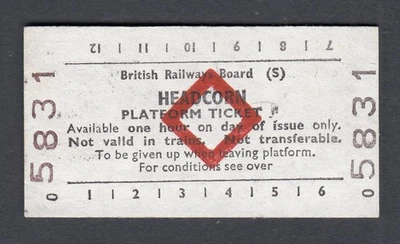 7 | 8 | 9 | 10 | 11 | 12
British Railways Board (S)
HEADCORN
PLATFORM TICKET
Available one hour on day of issue only.
Not valid in trains. Not transferable.
To be given up when leaving platform.
For conditions see over
1 | 2 | 3 | 4 | 5 | 6
05831
05831